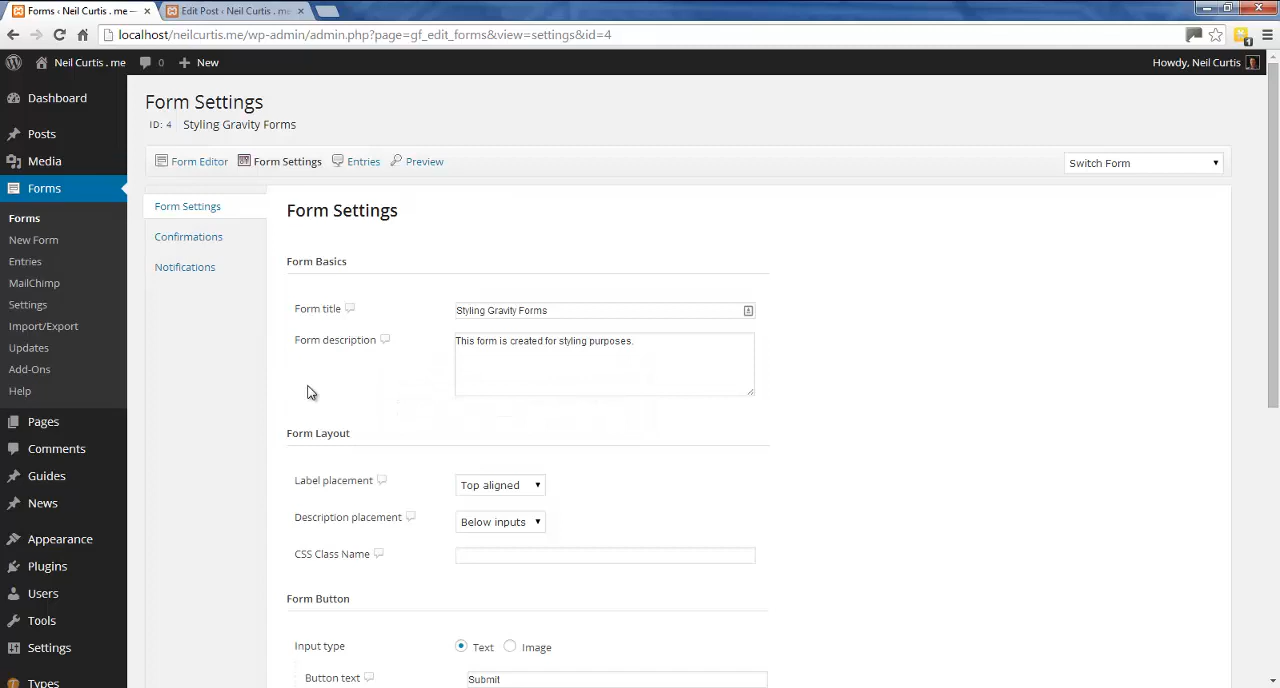 Forms ‹ Neil Curtis . me —
Edit Post ‹ Neil Curtis . me
localhost/neilcurtis.me/wp-admin/admin.php?page=gf_edit_forms&view=settings&id=4
1
Neil Curtis . me
0
New
Howdy, Neil Curtis
Dashboard
Posts
Media
Forms
Forms
New Form
Entries
MailChimp
Settings
Import/Export
Updates
Add-Ons
Help
Pages
Comments
Guides
News
Appearance
Plugins
Users
Tools
Settings
Types
Form Settings
ID: 4 Styling Gravity Forms
Form Editor Form Settings Entries Preview Switch Form
Form Settings
Confirmations
Notifications
Form Settings
Form Basics
Form title Styling Gravity Forms
Form description This form is created for styling purposes.
Form Layout
Label placement Top aligned
Description placement Below inputs
CSS Class Name
Form Button
Input type Text Image
Button text Submit